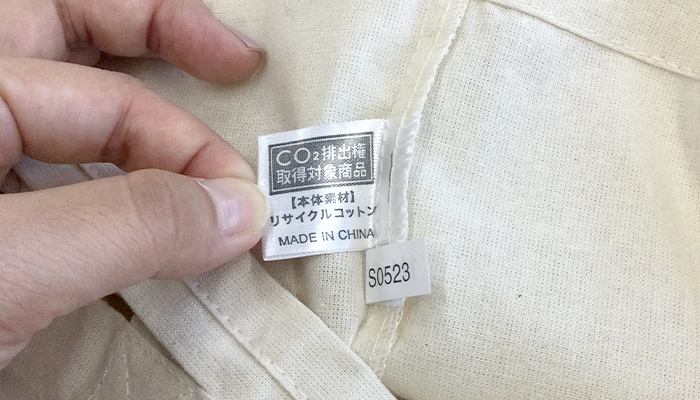 CO₂排出権
取得対象商品
【本体素材】
リサイクルコットン
MADE iN CHINA
S0523